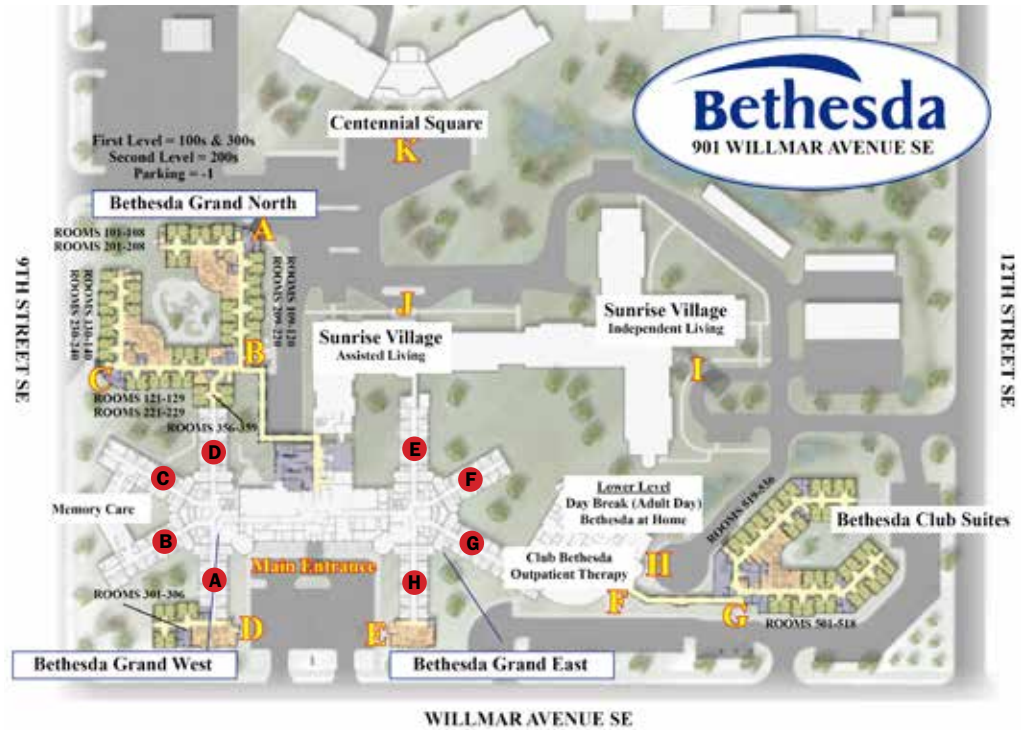 Bethesda
901 WILLMAR AVENUE SE
Centennial Square
K
First Level = 100s & 300s
Second Level = 200s
Parking = -1
Bethesda Grand North
A
ROOMS 101-108
ROOMS 201-208
ROOMS 109-120
ROOMS 209-220
ROOMS 130-140
ROOMS 230-240
9TH STREET SE
12TH STREET SE
J
Sunrise Village
Assisted Living
Sunrise Village
Independent Living
I
B
C
ROOMS 121-129
ROOMS 221-229
ROOMS 356-359
D
E
C
F
Memory Care
B
G
A
H
Main Entrance
Lower Level
Day Break (Adult Day)
Bethesda at Home
Club Bethesda
Outpatient Therapy
H
F
G
ROOMS 519-536
Bethesda Club Suites
ROOMS 501-518
ROOMS 301-306
D
E
Bethesda Grand West
Bethesda Grand East
WILLMAR AVENUE SE